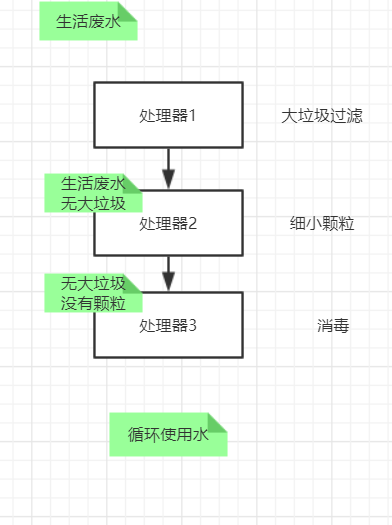 生活废水
处理器1
大垃圾过滤
生活废水
无大垃圾
处理器2
细小颗粒
无大垃圾
没有颗粒
处理器3
消毒
循环使用水